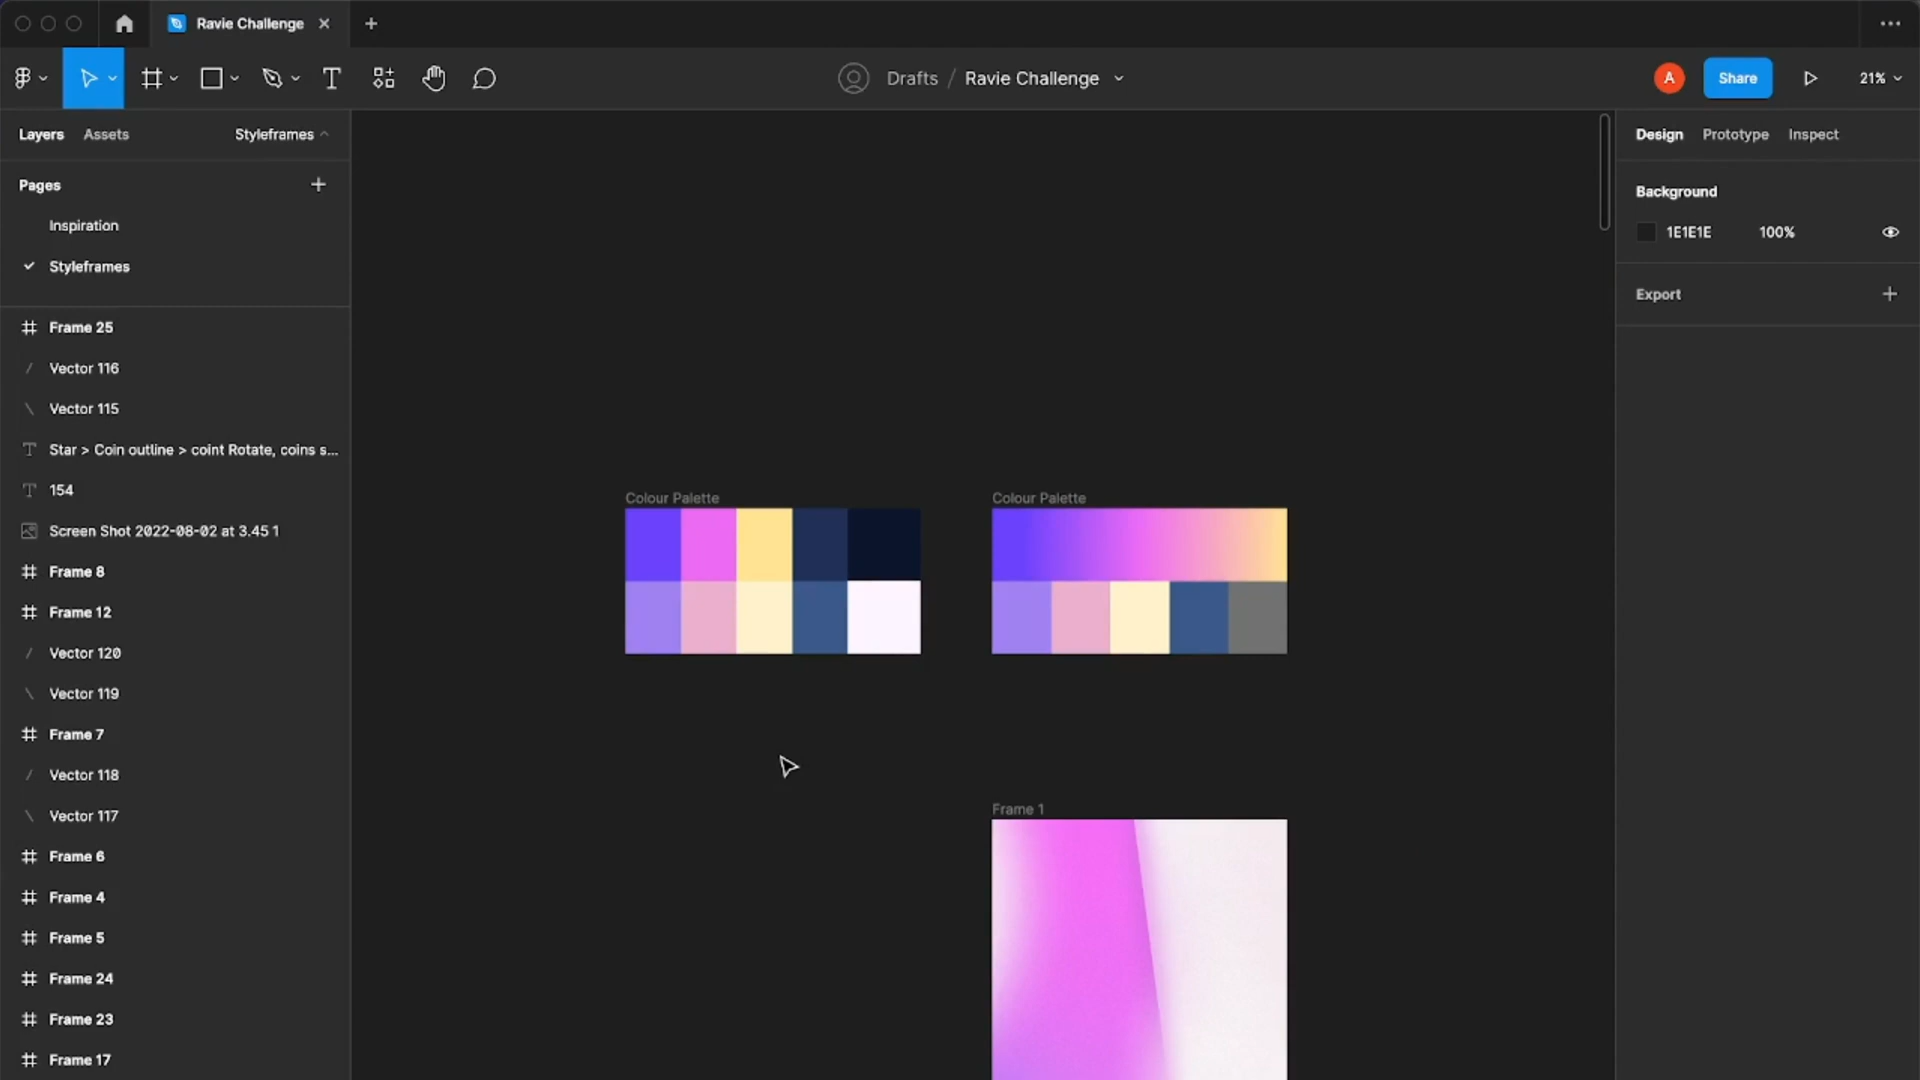 Ravie Challenge
Drafts / Ravie Challenge
A
Share
21%
Layers
Assets
Styleframes
Design
Prototype
Inspect
Pages
Inspiration
Styleframes
Background
1E1E1E
100%
Export
Frame 25
Vector 116
Vector 115
Star > Coin outline > coint Rotate, coins s...
154
Screen Shot 2022-08-02 at 3.45 1
Frame 8
Frame 12
Vector 120
Vector 119
Frame 7
Vector 118
Vector 117
Frame 6
Frame 4
Frame 5
Frame 24
Frame 23
Frame 17
Colour Palette
Colour Palette
Frame 1